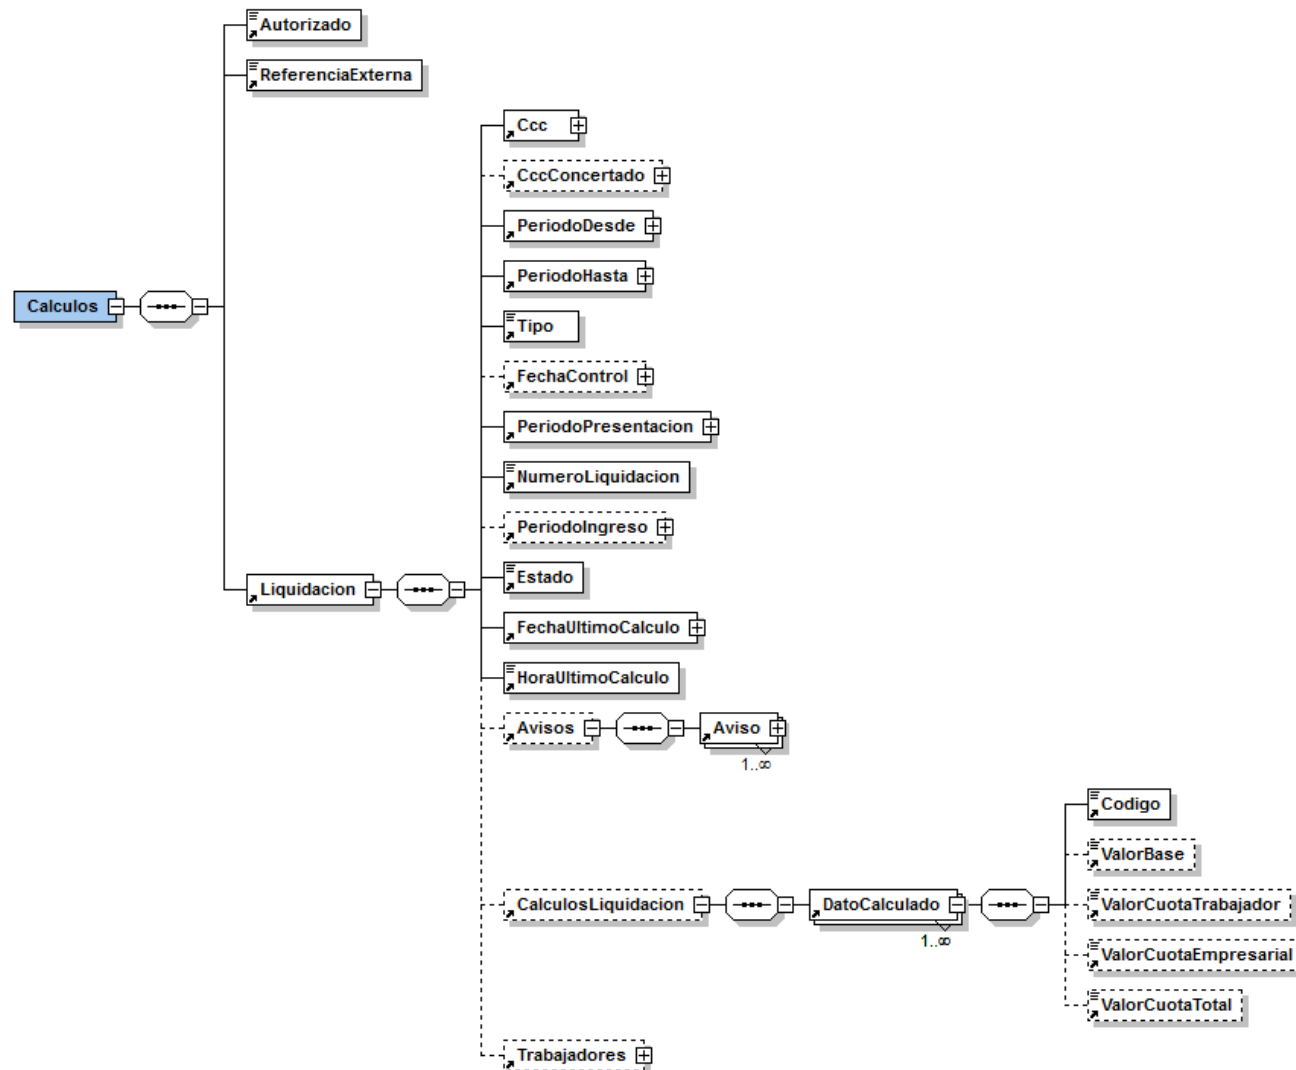 Autorizado
ReferenciaExterna
Ccc
CccConcertado
PeriodoDesde
PeriodoHasta
Calculos
Tipo
FechaControl
PeriodoPresentacion
NumeroLiquidacion
PeriodoIngreso
Liquidacion
Estado
FechaUltimoCalculo
HoraUltimoCalculo
Avisos
Aviso
1..∞
Codigo
ValorBase
CalculosLiquidacion
DatoCalculado
1..∞
ValorCuotaTrabajador
ValorCuotaEmpresarial
ValorCuotaTotal
Trabajadores